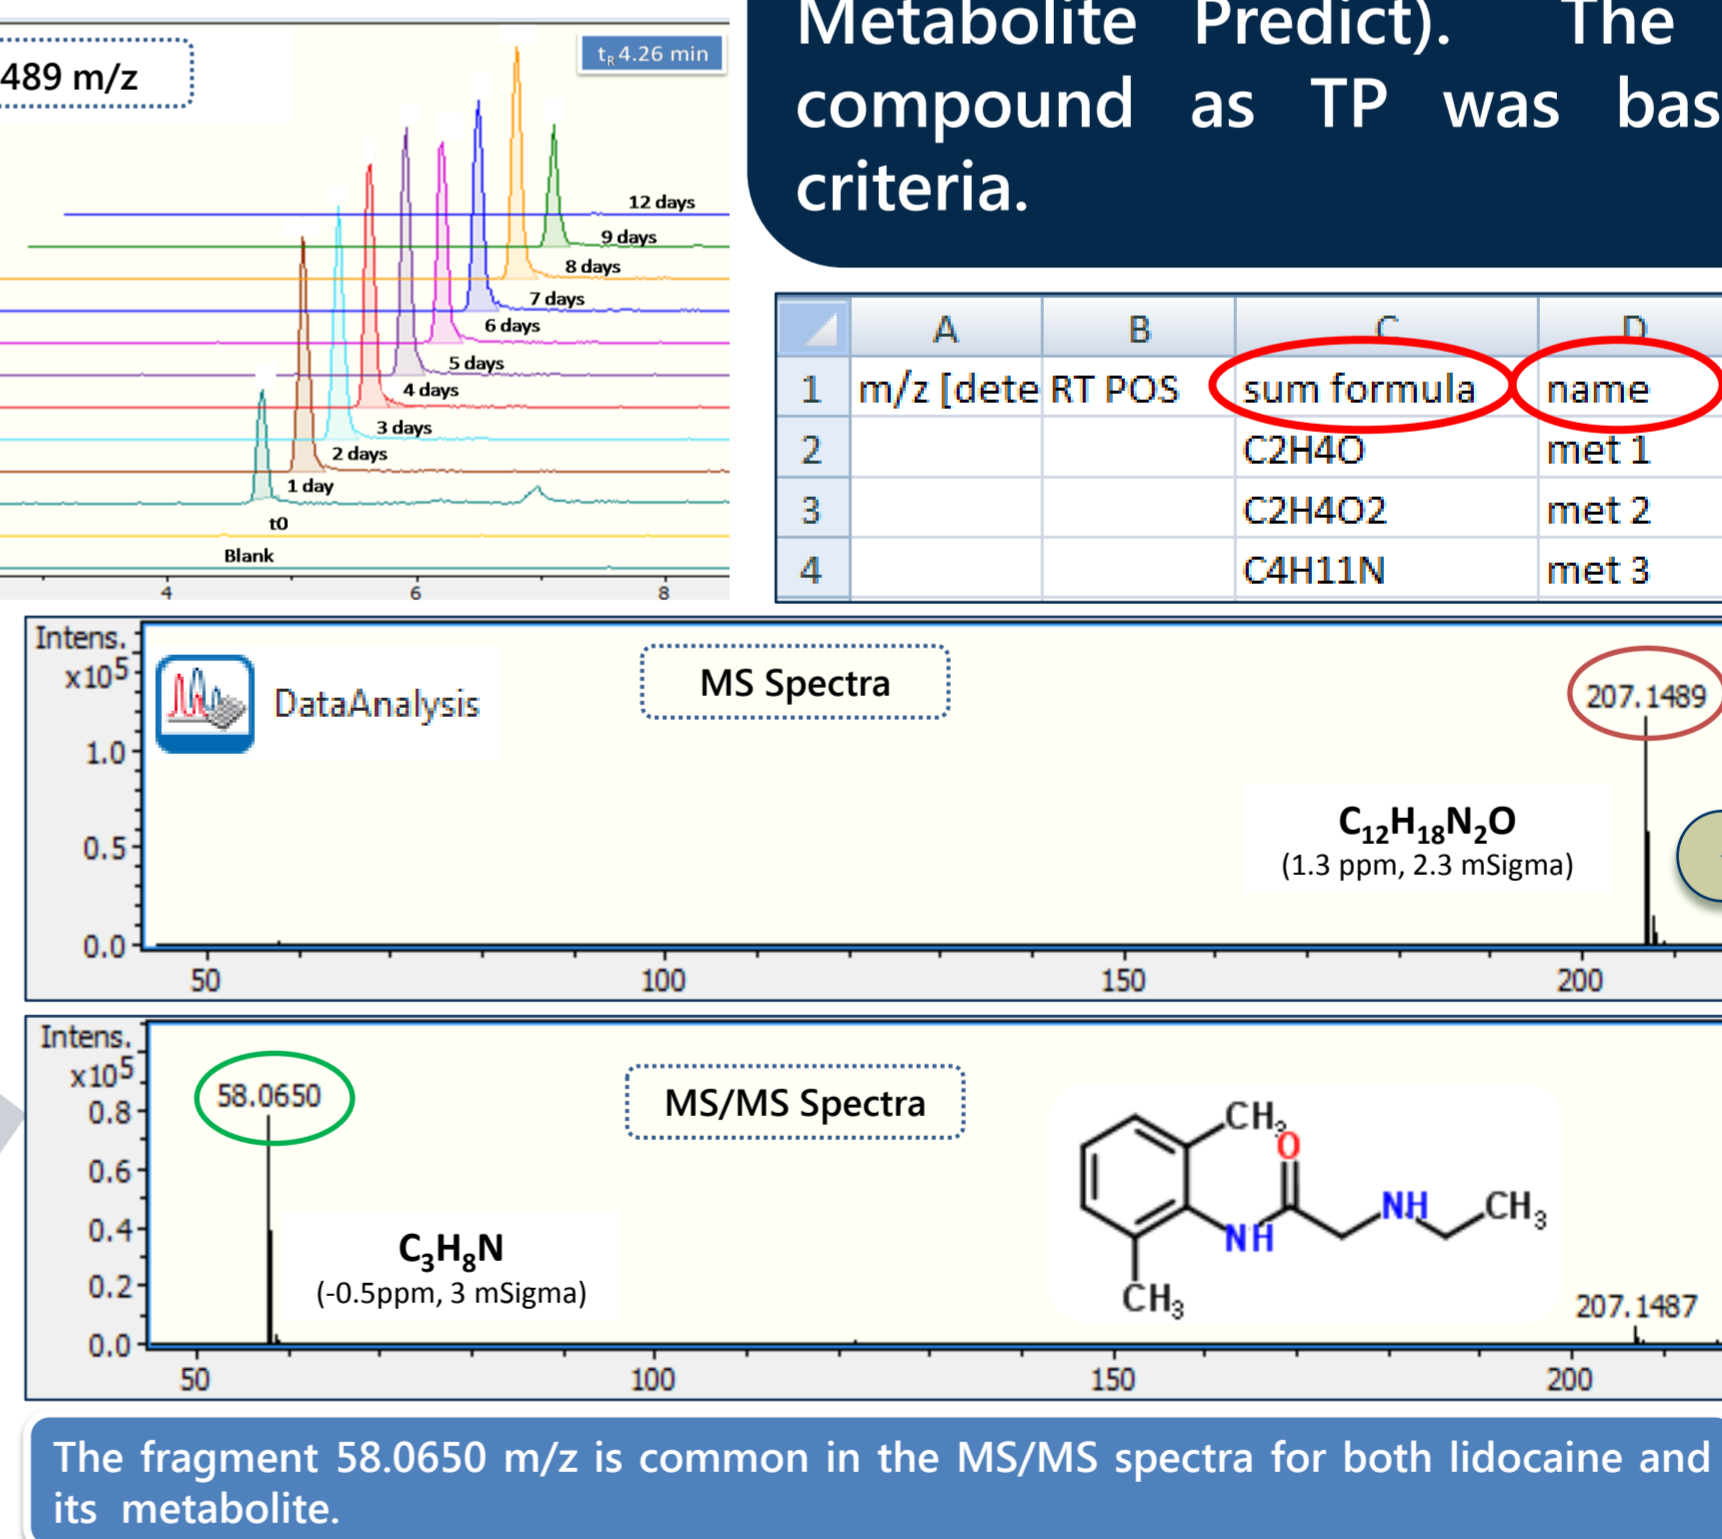 489 m/z
tR 4.26 min
12 days
9 days
8 days
7 days
6 days
5 days
4 days
3 days
2 days
1 day
t0
Blank
4 6 8
Metabolite Predict). The
compound as TP was bas
criteria.
A B C D
1 m/z [dete RT POS sum formula name
2 C2H4O met 1
3 C2H4O2 met 2
4 C4H11N met 3
Intens.
x10⁵
DataAnalysis
MS Spectra
207.1489
1.0
C₁₂H₁₈N₂O
(1.3 ppm, 2.3 mSigma)
0.5
0.0
50 100 150 200
Intens.
x10⁵
58.0650
MS/MS Spectra
0.8
0.6
0.4
0.2
0.0
C₃H₈N
(-0.5ppm, 3 mSigma)
CH₃
O
NH
NH
CH₃
CH₃
207.1487
50 100 150 200
The fragment 58.0650 m/z is common in the MS/MS spectra for both lidocaine and
its metabolite.